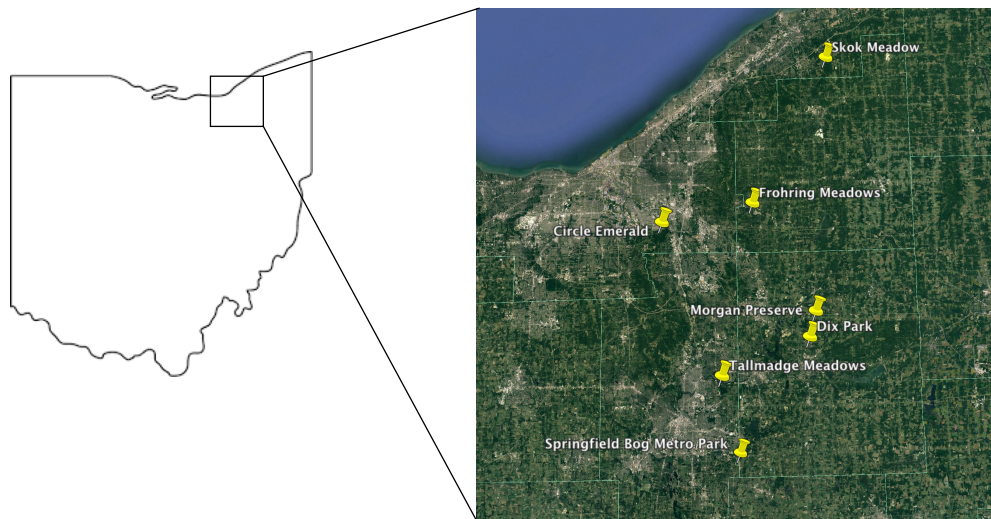 Skok Meadow
Frohring Meadows
Circle Emerald
Morgan Preserve
Dix Park
Tallmadge Meadows
Springfield Bog Metro Park